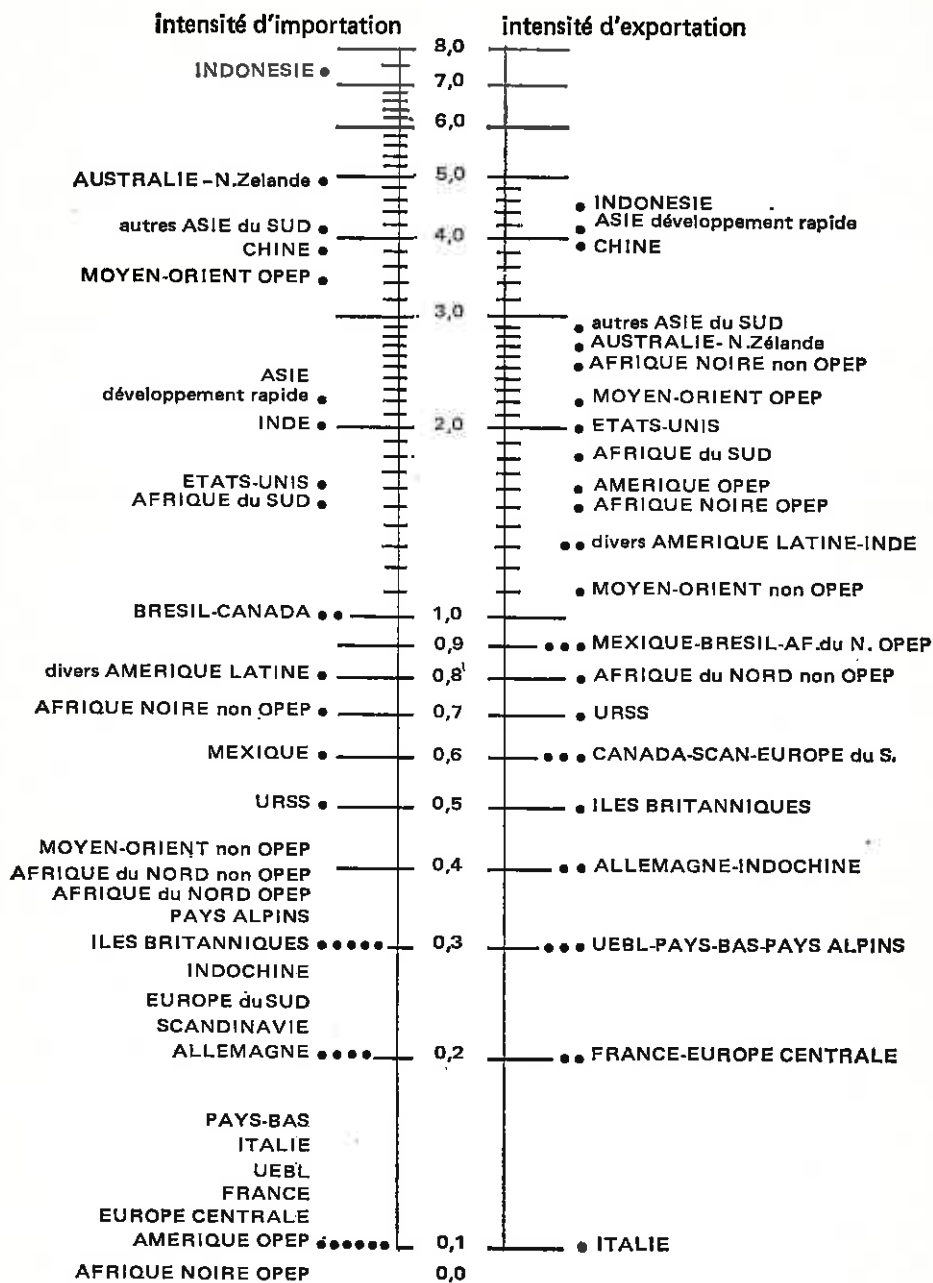 intensité d'importation
intensité d'exportation
8,0
INDONESIE
7,0
6,0
AUSTRALIE-N.Zelande
5,0
INDONESIE
autres ASIE du SUD
ASIE développement rapide
4,0
CHINE
CHINE
MOYEN-ORIENT OPEP
3,0
autres ASIE du SUD
AUSTRALIE-N.Zélande
AFRIQUE NOIRE non OPEP
ASIE
développement rapide
MOYEN-ORIENT OPEP
INDE
2,0
ETATS-UNIS
AFRIQUE du SUD
ETATS-UNIS
AMERIQUE OPEP
AFRIQUE du SUD
AFRIQUE NOIRE OPEP
divers AMERIQUE LATINE-INDE
MOYEN-ORIENT non OPEP
BRESIL-CANADA
1,0
0,9
MEXIQUE-BRESIL-AF.du N. OPEP
divers AMERIQUE LATINE
0,8
AFRIQUE du NORD non OPEP
AFRIQUE NOIRE non OPEP
0,7
URSS
MEXIQUE
0,6
CANADA-SCAN-EUROPE du S.
URSS
0,5
ILES BRITANNIQUES
MOYEN-ORIENT non OPEP
0,4
ALLEMAGNE-INDOCHINE
AFRIQUE du NORD non OPEP
AFRIQUE du NORD OPEP
PAYS ALPINS
ILES BRITANNIQUES
0,3
UEBL-PAYS-BAS-PAYS ALPINS
INDOCHINE
EUROPE du SUD
SCANDINAVIE
ALLEMAGNE
0,2
FRANCE-EUROPE CENTRALE
PAYS-BAS
ITALIE
UEBL
FRANCE
EUROPE CENTRALE
AMERIQUE OPEP
0,1
ITALIE
AFRIQUE NOIRE OPEP
0,0